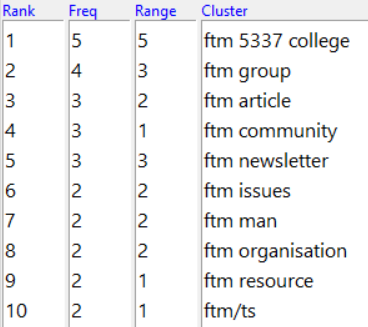 Rank Freq Range Cluster
1 5 5 ftm 5337 college
2 4 3 ftm group
3 3 2 ftm article
4 3 1 ftm community
5 3 3 ftm newsletter
6 2 2 ftm issues
7 2 2 ftm man
8 2 2 ftm organisation
9 2 1 ftm resource
10 2 1 ftm/ts